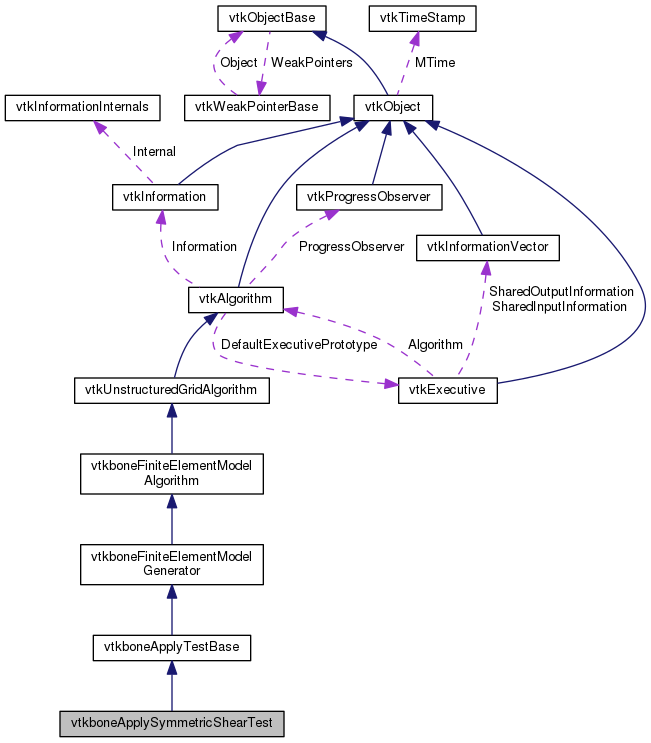 vtkObjectBase
vtkTimeStamp
Object
WeakPointers
MTime
vtkInformationInternals
vtkWeakPointerBase
vtkObject
Internal
vtkInformation
vtkProgressObserver
Information
ProgressObserver
vtkInformationVector
vtkAlgorithm
SharedOutputInformation
SharedInputInformation
DefaultExecutivePrototype
Algorithm
vtkUnstructuredGridAlgorithm
vtkExecutive
vtkboneFiniteElementModel
Algorithm
vtkboneFiniteElementModel
Generator
vtkboneApplyTestBase
vtkboneApplySymmetricShearTest